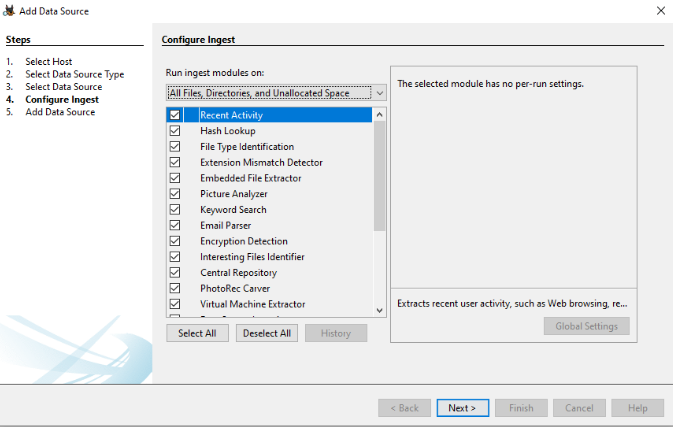 Add Data Source
Steps
1. Select Host
2. Select Data Source Type
3. Select Data Source
4. Configure Ingest
5. Add Data Source
Configure Ingest
Run ingest modules on:
All Files, Directories, and Unallocated Space
Recent Activity
Hash Lookup
File Type Identification
Extension Mismatch Detector
Embedded File Extractor
Picture Analyzer
Keyword Search
Email Parser
Encryption Detection
Interesting Files Identifier
Central Repository
PhotoRec Carver
Virtual Machine Extractor
Select All
Deselect All
History
The selected module has no per-run settings.
Extracts recent user activity, such as Web browsing, re...
Global Settings
< Back
Next >
Finish
Cancel
Help